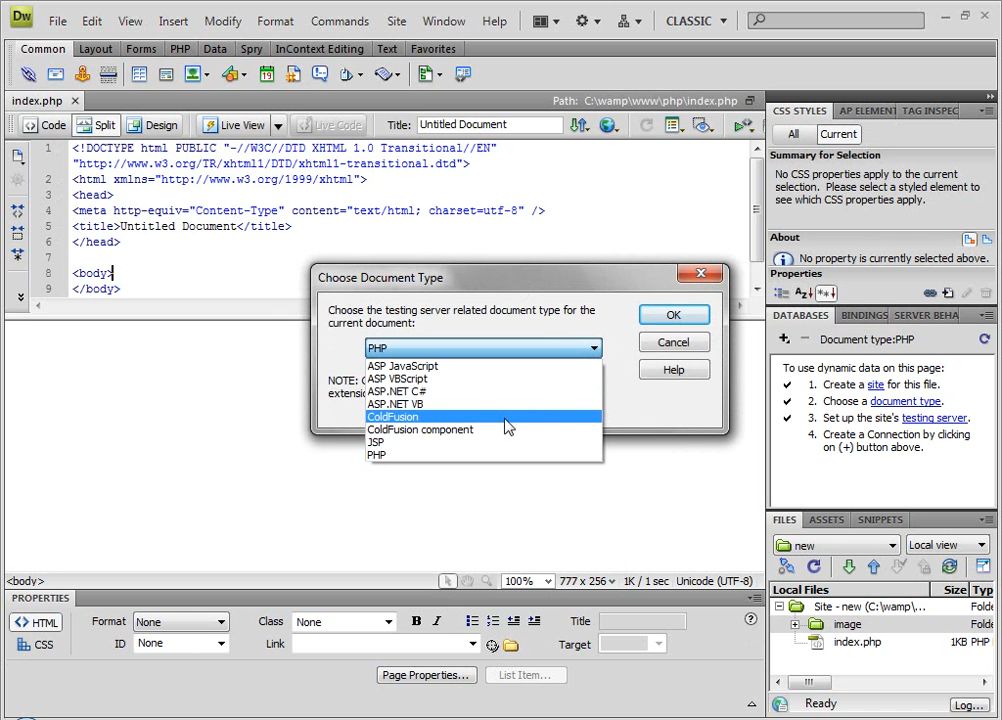 Dw File Edit View Insert Modify Format Commands Site Window Help CLASSIC
Common Layout Forms PHP Data Spry InContext Editing Text Favorites
index.php × Path: C:\wamp\www\php\index.php
Code Split Design Live View Live Code Title: Untitled Document
1 <!DOCTYPE html PUBLIC "-//W3C//DTD XHTML 1.0 Transitional//EN"
"http://www.w3.org/TR/xhtml1/DTD/xhtml1-transitional.dtd">
2 <html xmlns="http://www.w3.org/1999/xhtml">
3 <head>
4 <meta http-equiv="Content-Type" content="text/html; charset=utf-8" />
5 <title>Untitled Document</title>
6 </head>
7
8 <body>
9 </body>
Choose Document Type
Choose the testing server related document type for the
current document:
PHP
ASP JavaScript
ASP VBScript
ASP.NET C#
ASP.NET VB
ColdFusion
ColdFusion component
JSP
PHP
NOTE: C
exten
OK
Cancel
Help
CSS STYLES AP ELEMENT TAG INSPEC
All Current
Summary for Selection
No CSS properties apply to the current
selection. Please select a styled element to
see which CSS properties apply.
About
No property is currently selected above.
Properties
DATABASES BINDINGS SERVER BEHA
Document type:PHP
To use dynamic data on this page:
1. Create a site for this file.
2. Choose a document type.
3. Set up the site's testing server.
4. Create a Connection by clicking
on (+) button above.
FILES ASSETS SNIPPETS
new Local view
Local Files Size Type
Site - new (C:\wamp\... Folde
image Folde
index.php 1KB PHP
Ready Log...
<body> 100% 777 x 256 1K / 1 sec Unicode (UTF-8)
PROPERTIES
HTML Format None Class None B I Title
CSS ID None Link Target
Page Properties... List Item...